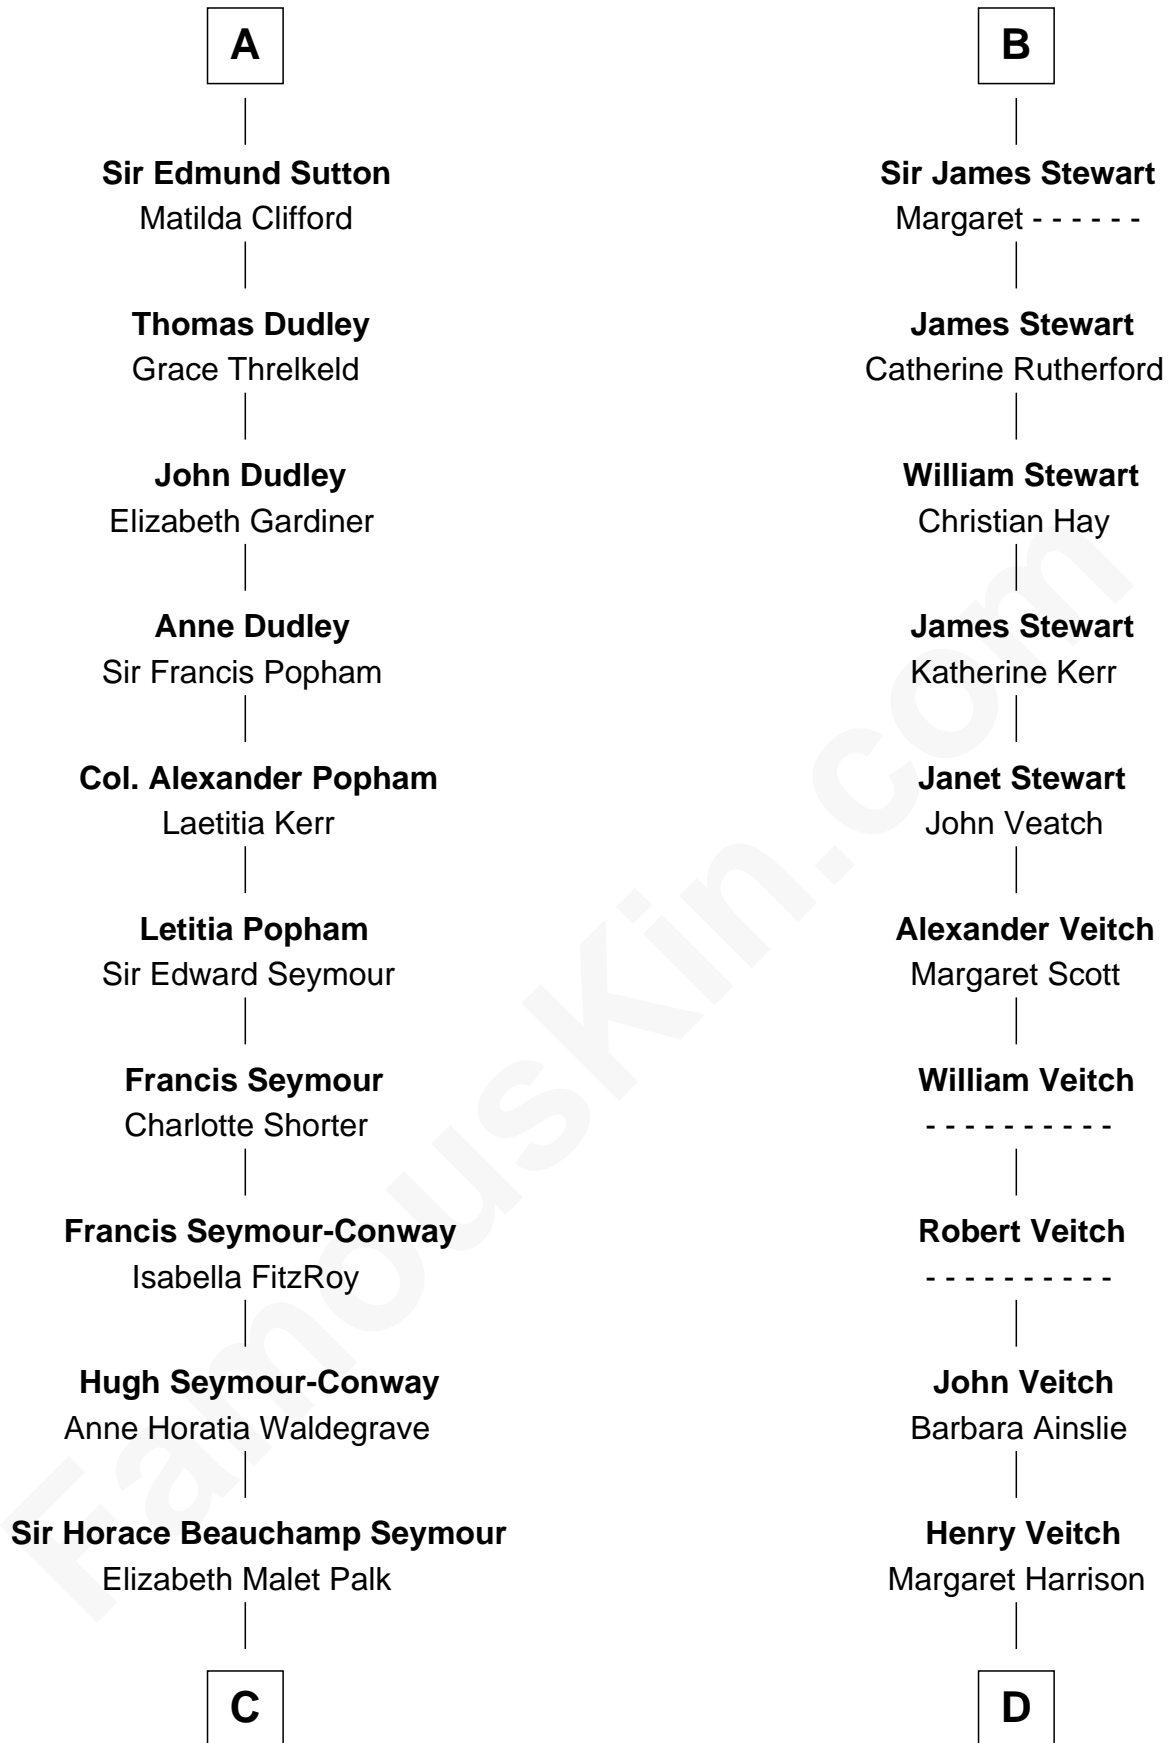 A
Sir Edmund Sutton
Matilda Clifford
Thomas Dudley
Grace Threlkeld
John Dudley
Elizabeth Gardiner
Anne Dudley
Sir Francis Popham
Col. Alexander Popham
Laetitia Kerr
Letitia Popham
Sir Edward Seymour
Francis Seymour
Charlotte Shorter
Francis Seymour-Conway
Isabella FitzRoy
Hugh Seymour-Conway
Anne Horatia Waldegrave
Sir Horace Beauchamp Seymour
Elizabeth Malet Palk
C
B
Sir James Stewart
Margaret - - - - - -
James Stewart
Catherine Rutherford
William Stewart
Christian Hay
James Stewart
Katherine Kerr
Janet Stewart
John Veatch
Alexander Veitch
Margaret Scott
William Veitch
- - - - - - - - - -
Robert Veitch
- - - - - - - - - -
John Veitch
Barbara Ainslie
Henry Veitch
Margaret Harrison
D
FamousKin.com